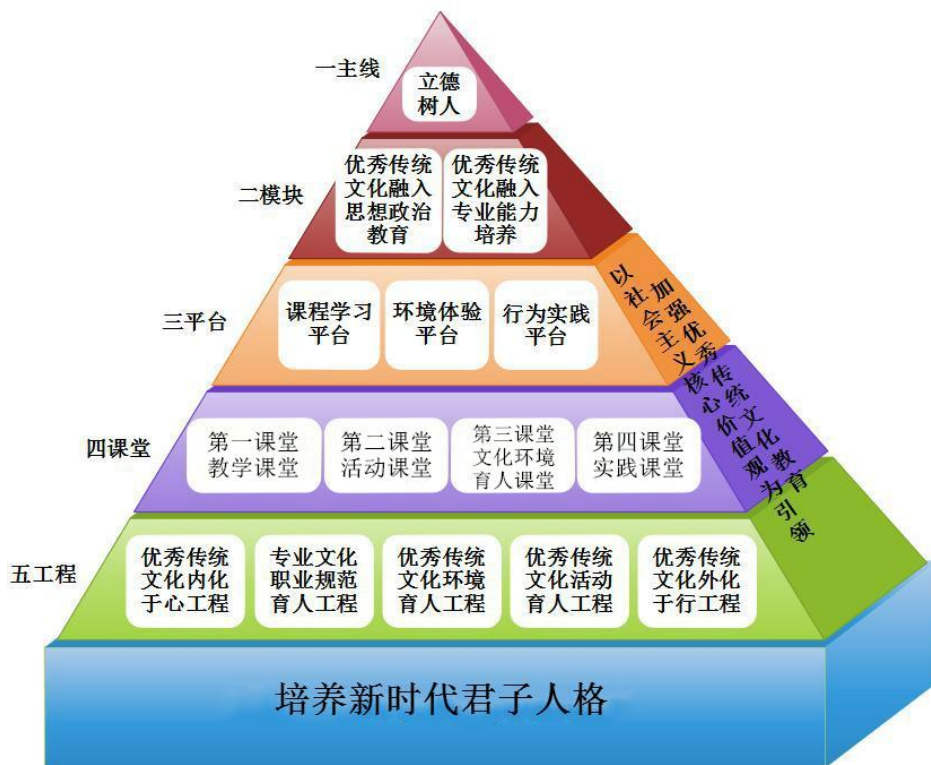 一主线
立德
树人
二模块
优秀传统
文化融入
思想政治
教育
优秀传统
文化融入
专业能力
培养
三平台
课程学习
平台
环境体验
平台
行为实践
平台
四课堂
第一课堂
教学课堂
第二课堂
活动课堂
第三课堂
文化环境
育人课堂
第四课堂
实践课堂
五工程
优秀传统
文化内化
于心工程
专业文化
职业规范
育人工程
优秀传统
文化环境
育人工程
优秀传统
文化活动
育人工程
优秀传统
文化外化
于行工程
以社会主义核心价值观为引领
加强优秀传统文化教育
培养新时代君子人格